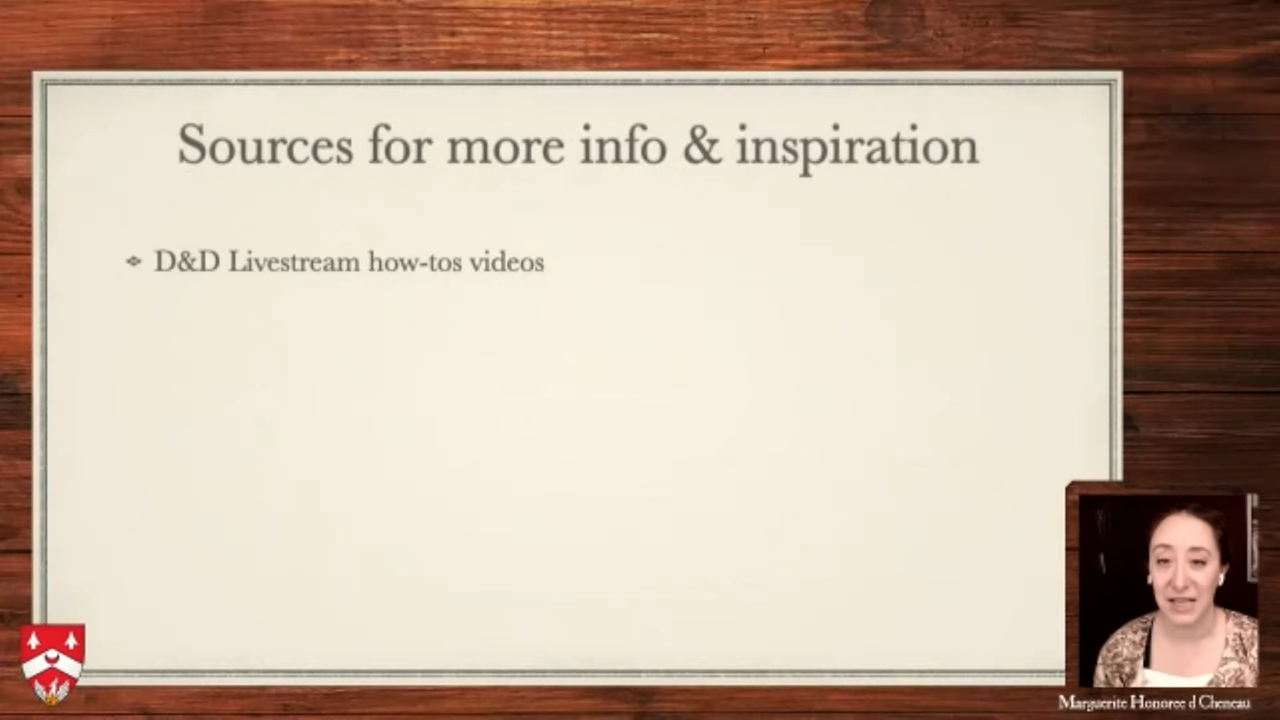 Sources for more info & inspiration
D&D Livestream how-tos videos
Marguerite Honoree d Cheneau